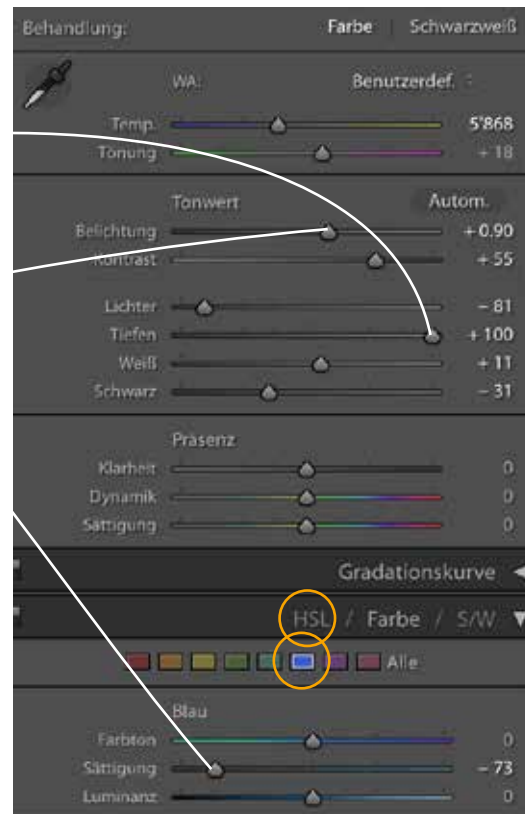 Behandlung: Farbe | Schwarzweiß
WA: Benutzerdef.
Temp. 5'868
Tönung + 18
Tonwert Autom.
Belichtung + 0.90
Kontrast + 55
Lichter – 81
Tiefen + 100
Weiß + 11
Schwarz – 31
Präsenz
Klarheit 0
Dynamik 0
Sättigung 0
Gradationskurve
HSL / Farbe / S/W
Alle
Blau
Farbton 0
Sättigung – 73
Luminanz 0